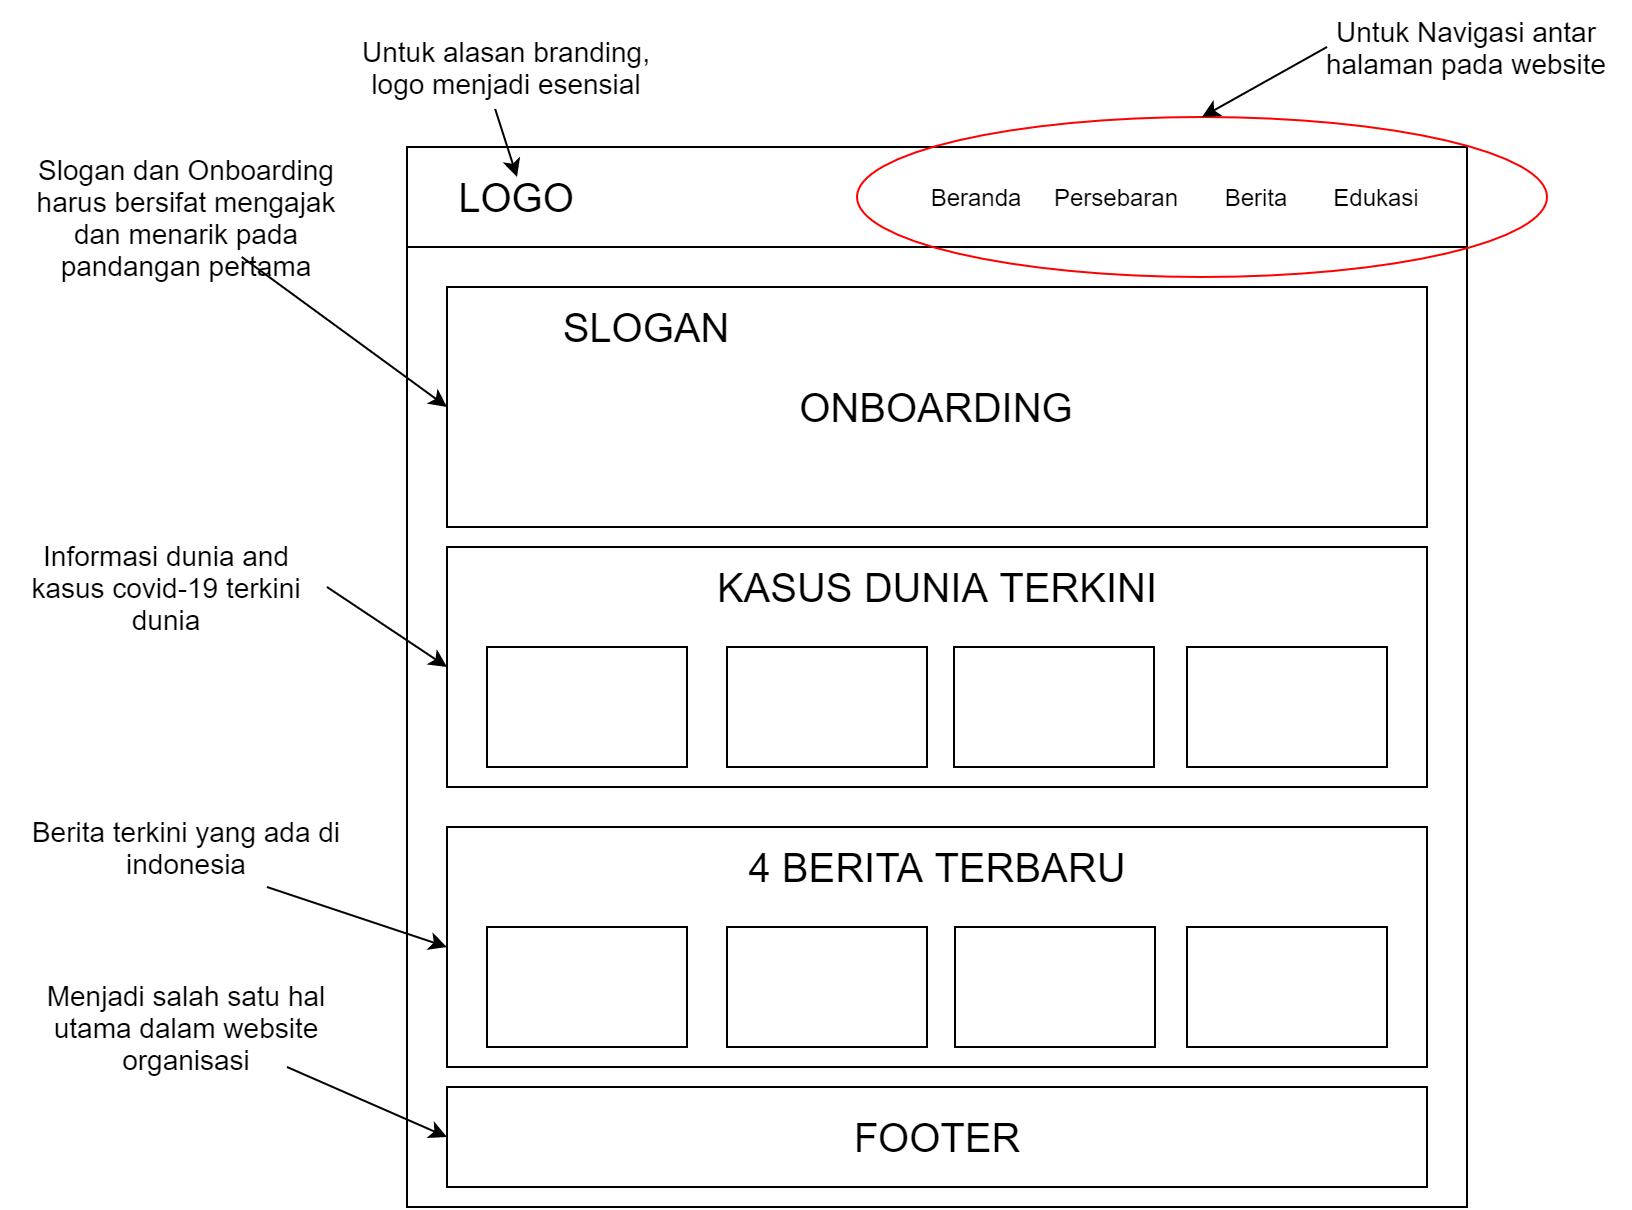 Untuk alasan branding,
logo menjadi esensial
Untuk Navigasi antar
halaman pada website
Slogan dan Onboarding
harus bersifat mengajak
dan menarik pada
pandangan pertama
LOGO
Beranda
Persebaran
Berita
Edukasi
SLOGAN
ONBOARDING
Informasi dunia and
kasus covid-19 terkini
dunia
KASUS DUNIA TERKINI
Berita terkini yang ada di
indonesia
4 BERITA TERBARU
Menjadi salah satu hal
utama dalam website
organisasi
FOOTER